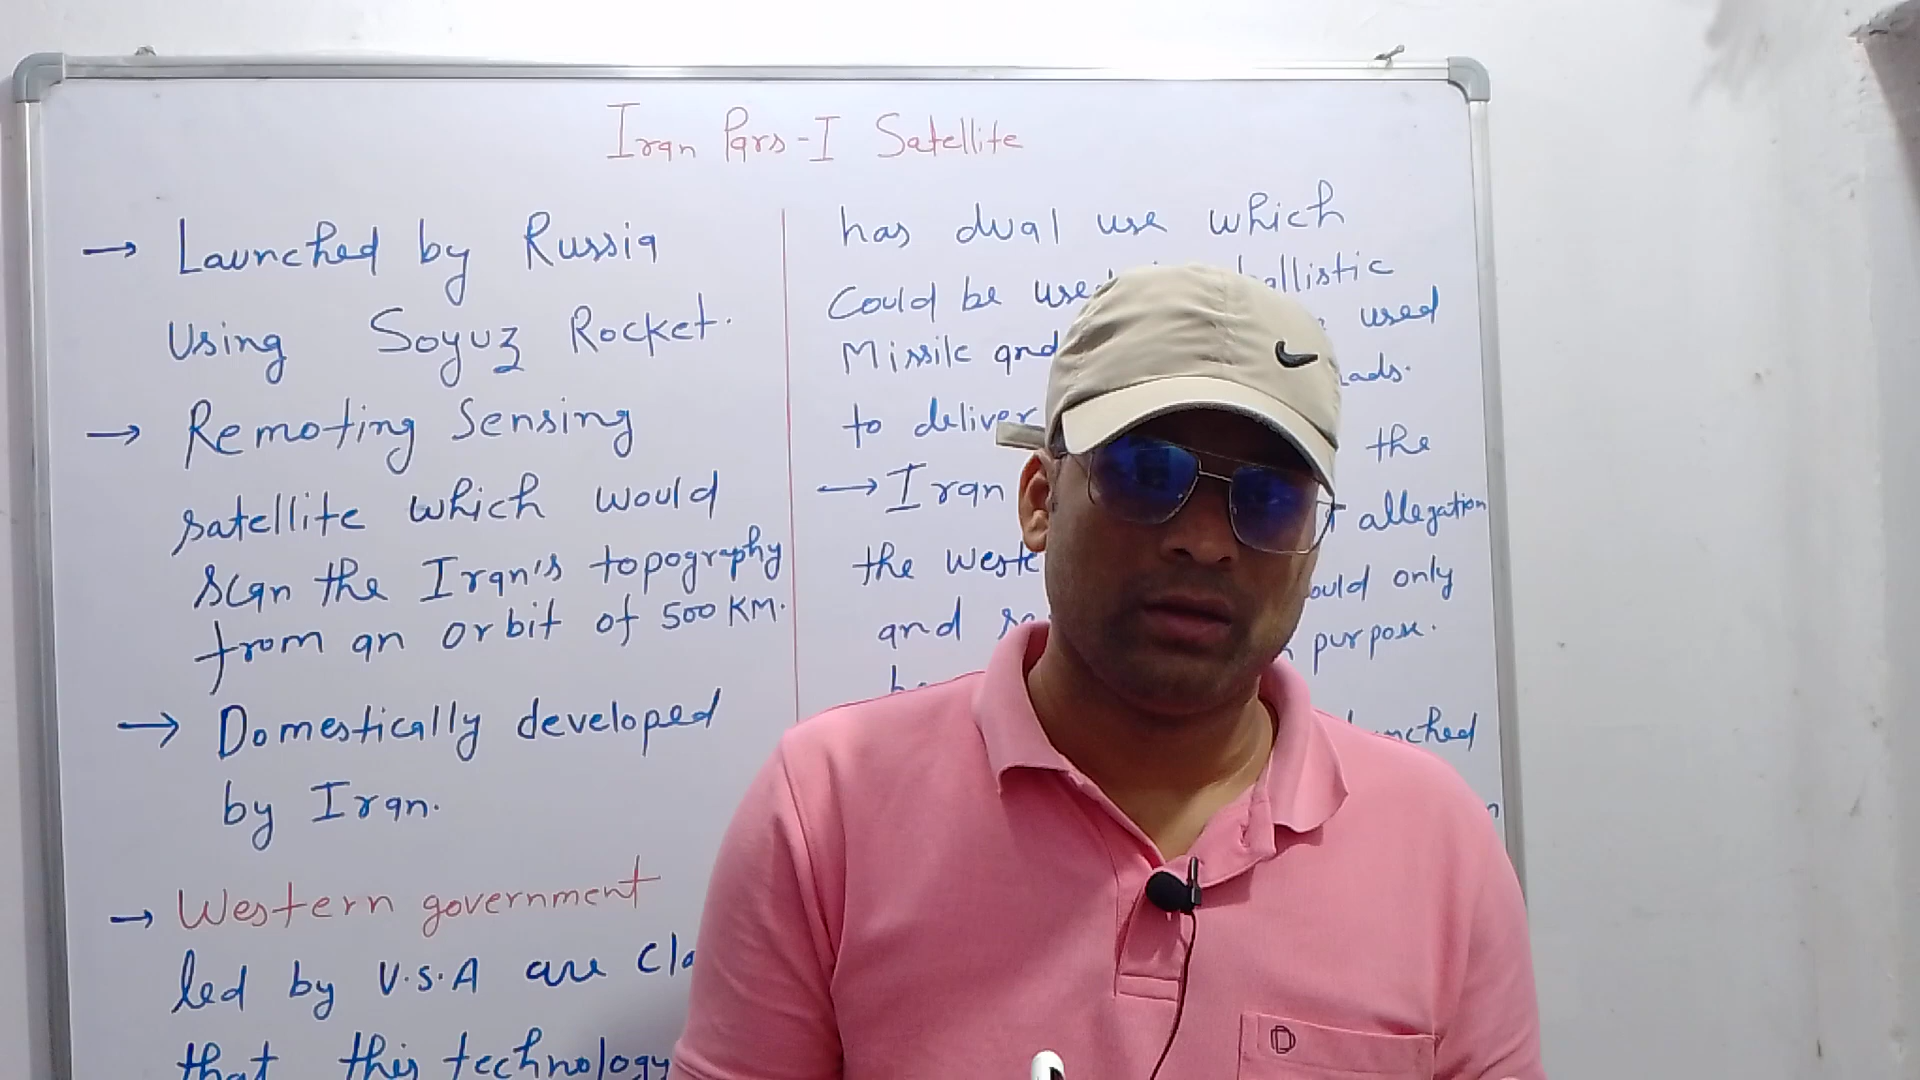 Iran Pars-I Satellite
→ Launched by Russia
Using Soyuz Rocket.
→ Remoting Sensing
satellite which would
scan the Iran's topography
from an orbit of 500 KM.
→ Domestically developed
by Iran.
→ Western government
led by U.S.A are
that this technology
has dual use which
Could be
Missile and used
to deliver
→ Iran the
the allegation
and only
purpose.